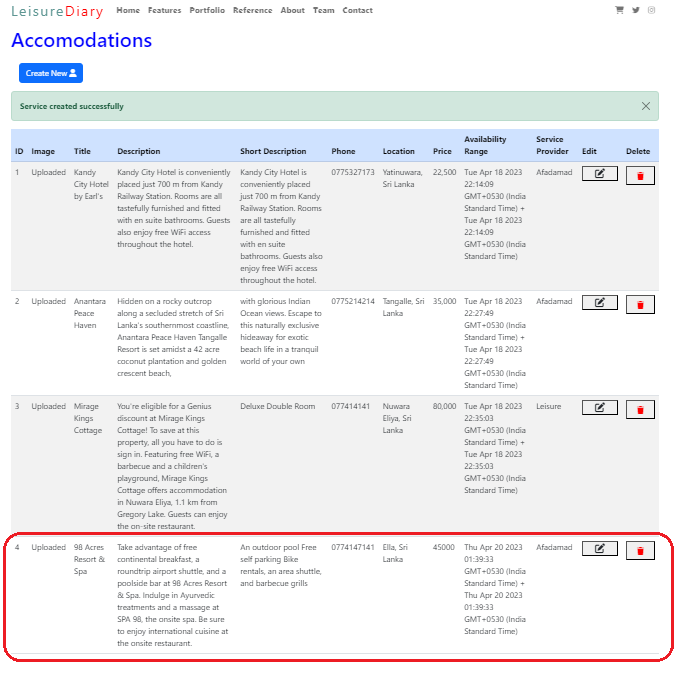 LeisureDiary Home Features Portfolio Reference About Team Contact
Accomodations
Create New
Service created successfully
ID Image Title Description Short Description Phone Location Price Availability Range Service Provider Edit Delete
1 Uploaded Kandy City Hotel by Earl's
Kandy City Hotel is conveniently
placed just 700 m from Kandy
Railway Station. Rooms are all
tastefully furnished and fitted
with en suite bathrooms. Guests
also enjoy free WiFi access
throughout the hotel.
Kandy City Hotel is
conveniently placed
just 700 m from Kandy
Railway Station. Rooms
are all tastefully
furnished and fitted
with en suite
bathrooms. Guests also
enjoy free WiFi access
throughout the hotel.
0775327173
Yatinuwara,
Sri Lanka
22,500
Tue Apr 18 2023
22:14:09
GMT+0530 (India
Standard Time) +
Tue Apr 18 2023
22:14:09
GMT+0530 (India
Standard Time)
Afadamad
2 Uploaded Anantara Peace Haven
Hidden on a rocky outcrop
along a secluded stretch of Sri
Lanka's southernmost coastline,
Anantara Peace Haven Tangalle
Resort is set amidst a 42 acre
coconut plantation and golden
crescent beach,
with glorious Indian
Ocean views. Escape to
this naturally exclusive
hideaway for exotic
beach life in a tranquil
world of your own
0775214214
Tangalle, Sri
Lanka
35,000
Tue Apr 18 2023
22:27:49
GMT+0530 (India
Standard Time) +
Tue Apr 18 2023
22:27:49
GMT+0530 (India
Standard Time)
Afadamad
3 Uploaded Mirage Kings Cottage
You're eligible for a Genius
discount at Mirage Kings
Cottage! To save at this
property, all you have to do is
sign in. Featuring free WiFi, a
barbecue and a children's
playground, Mirage Kings
Cottage offers accommodation
in Nuwara Eliya, 1.1 km from
Gregory Lake. Guests can enjoy
the on-site restaurant.
Deluxe Double Room
077414141
Nuwara
Eliya, Sri
Lanka
80,000
Tue Apr 18 2023
22:35:03
GMT+0530 (India
Standard Time) +
Tue Apr 18 2023
22:35:03
GMT+0530 (India
Standard Time)
Leisure
4 Uploaded 98 Acres Resort & Spa
Take advantage of free
continental breakfast, a
roundtrip airport shuttle, and a
poolside bar at 98 Acres Resort
& Spa. Indulge in Ayurvedic
treatments and a massage at
SPA 98, the onsite spa. Be sure
to enjoy international cuisine at
the onsite restaurant.
An outdoor pool Free
self parking Bike
rentals, an area shuttle,
and barbecue grills
0774147141
Ella, Sri
Lanka
45000
Thu Apr 20 2023
01:39:33
GMT+0530 (India
Standard Time) +
Thu Apr 20 2023
01:39:33
GMT+0530 (India
Standard Time)
Afadamad